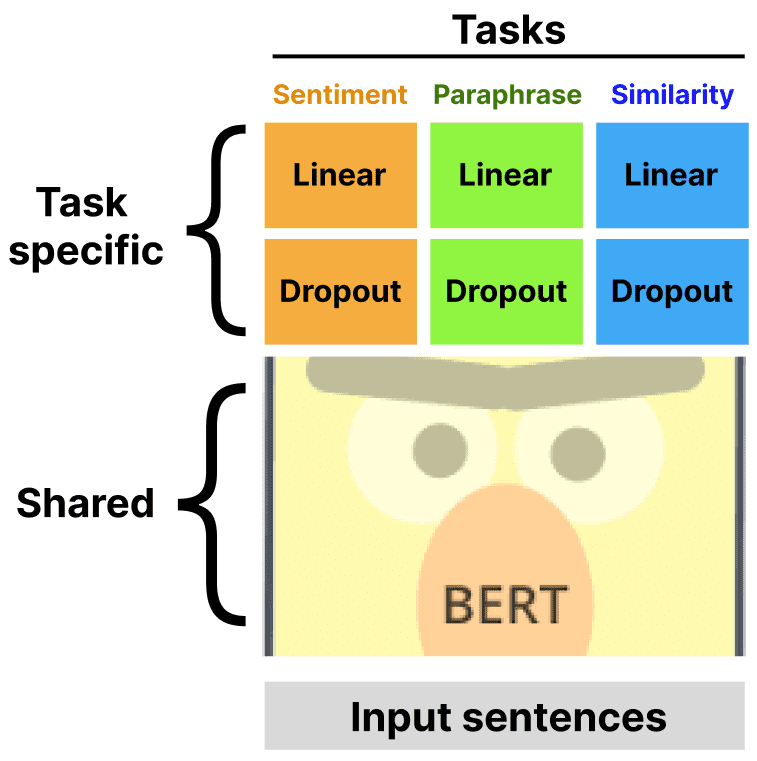 Tasks
Sentiment Paraphrase Similarity
Linear Linear Linear
Task
specific
Dropout Dropout Dropout
Shared
BERT
Input sentences